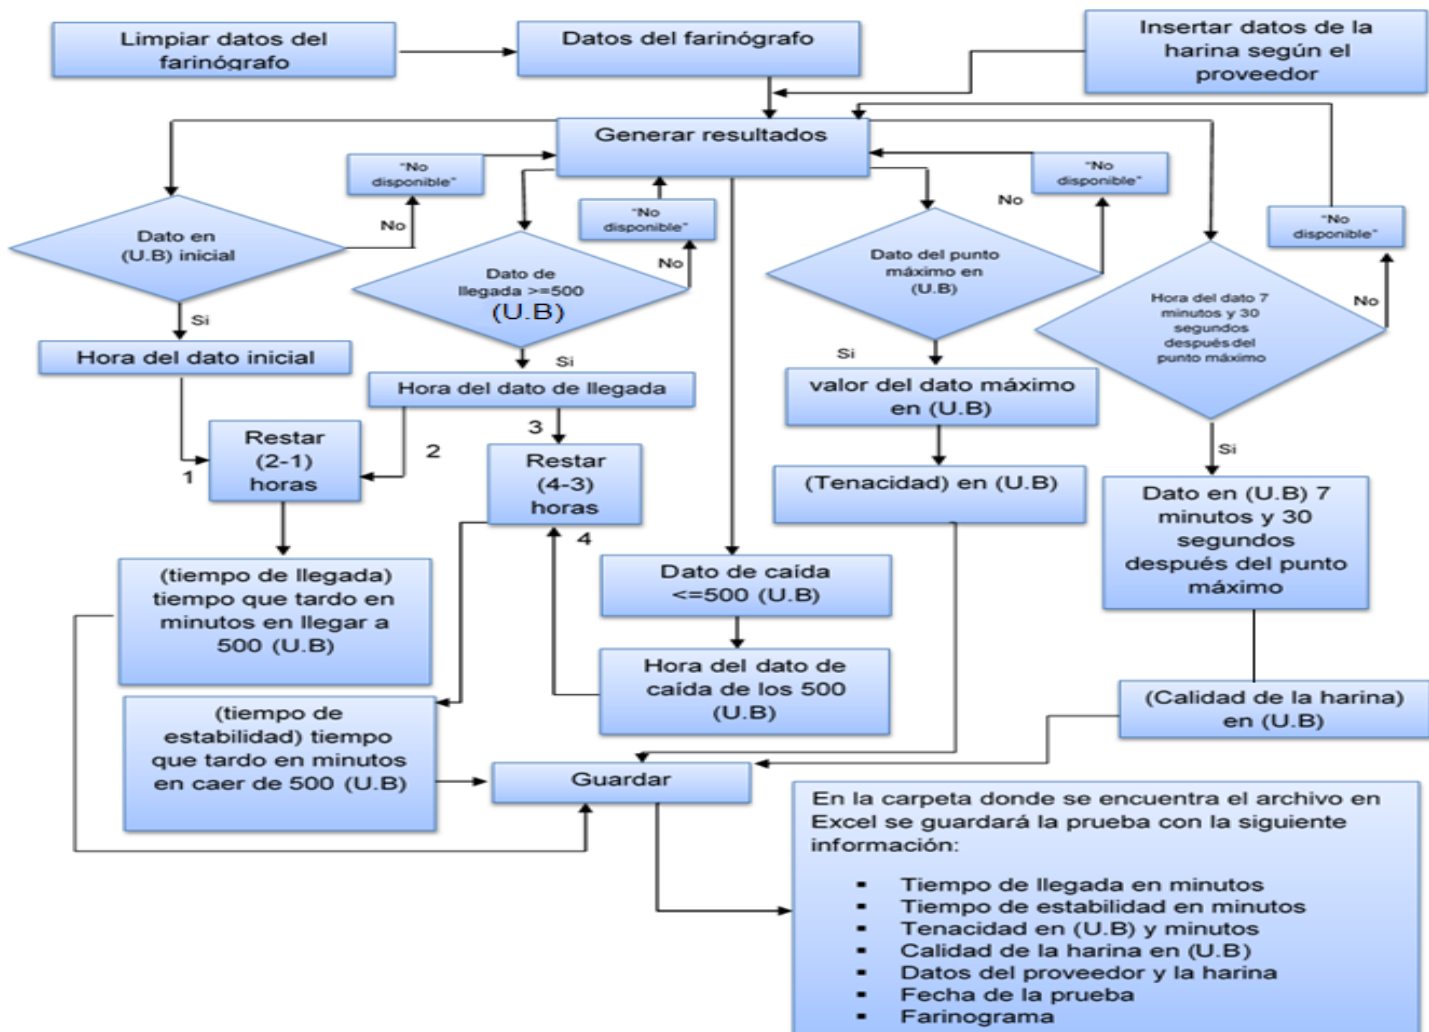 Limpiar datos del
farinógrafo
Datos del farinógrafo
Insertar datos de la
harina según el
proveedor
Generar resultados
"No
disponible"
"No
disponible"
"No
disponible"
"No
disponible"
No
No
No
No
Dato en
(U.B) inicial
Dato de
llegada >=500
(U.B)
Dato del punto
máximo en
(U.B)
Hora del dato 7
minutos y 30
segundos
después del
punto máximo
Si
Si
Si
Si
Hora del dato inicial
Hora del dato de llegada
valor del dato máximo
en (U.B)
1
2
3
4
Restar
(2-1)
horas
Restar
(4-3)
horas
(Tenacidad) en (U.B)
Dato en (U.B) 7
minutos y 30
segundos
después del punto
máximo
(tiempo de llegada)
tiempo que tardo en
minutos en llegar a
500 (U.B)
Dato de caída
<=500 (U.B)
Hora del dato de
caída de los 500
(U.B)
(tiempo de
estabilidad) tiempo
que tardo en minutos
en caer de 500 (U.B)
(Calidad de la harina)
en (U.B)
Guardar
En la carpeta donde se encuentra el archivo en
Excel se guardará la prueba con la siguiente
información:
▪ Tiempo de llegada en minutos
▪ Tiempo de estabilidad en minutos
▪ Tenacidad en (U.B) y minutos
▪ Calidad de la harina en (U.B)
▪ Datos del proveedor y la harina
▪ Fecha de la prueba
▪ Farinograma